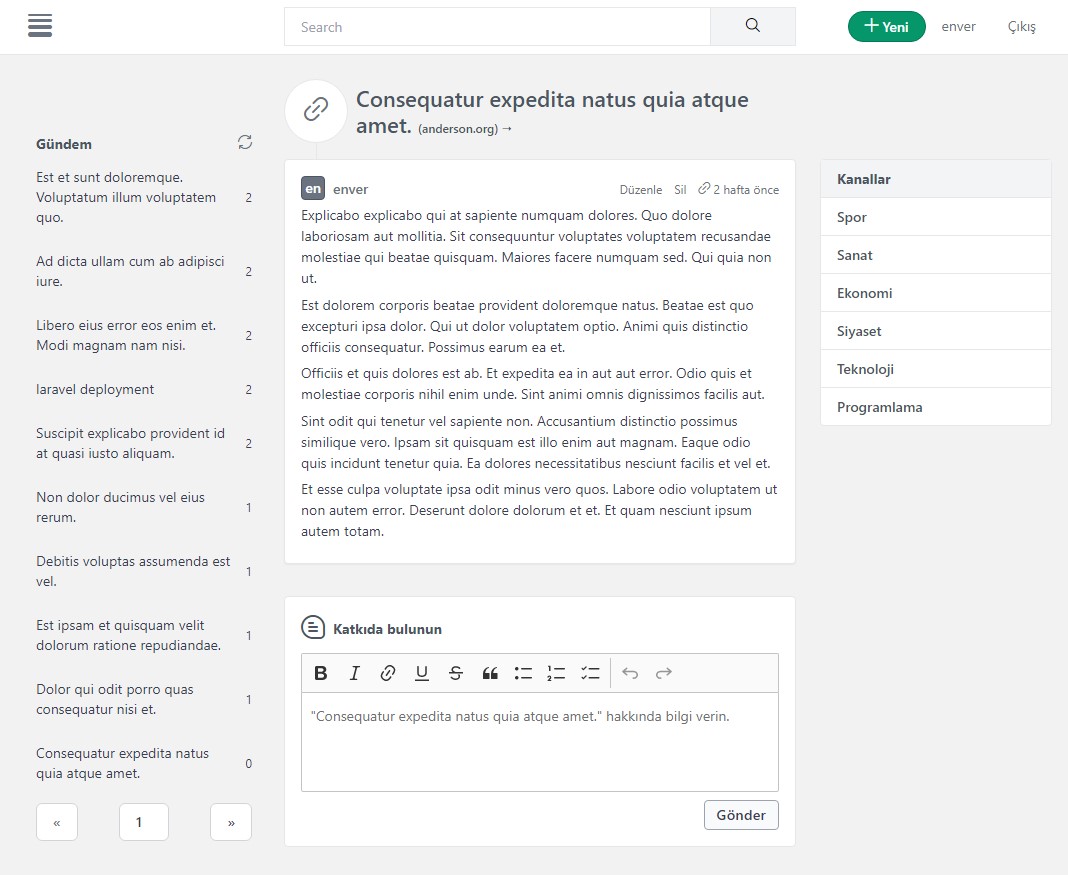 Search
Yeni
enver
Çıkış
Gündem
Est et sunt doloremque.
Voluptatum illum voluptatem
quo.
2
Ad dicta ullam cum ab adipisci
iure.
2
Libero eius error eos enim et.
Modi magnam nam nisi.
2
laravel deployment
2
Suscipit explicabo provident id
at quasi iusto aliquam.
2
Non dolor ducimus vel eius
rerum.
1
Debitis voluptas assumenda est
vel.
1
Est ipsam et quisquam velit
dolorum ratione repudiandae.
1
Dolor qui odit porro quas
consequatur nisi et.
1
Consequatur expedita natus
quia atque amet.
0
«
1
»
Consequatur expedita natus quia atque
amet. (anderson.org) →
en enver
Düzenle Sil 2 hafta önce
Explicabo explicabo qui at sapiente numquam dolores. Quo dolore
laboriosam aut mollitia. Sit consequuntur voluptates voluptatem recusandae
molestiae qui beatae quisquam. Maiores facere numquam sed. Qui quia non
ut.
Est dolorem corporis beatae provident doloremque natus. Beatae est quo
excepturi ipsa dolor. Qui ut dolor voluptatem optio. Animi quis distinctio
officiis consequatur. Possimus earum ea et.
Officiis et quis dolores est ab. Et expedita ea in aut aut error. Odio quis et
molestiae corporis nihil enim unde. Sint animi omnis dignissimos facilis aut.
Sint odit qui tenetur vel sapiente non. Accusantium distinctio possimus
similique vero. Ipsam sit quisquam est illo enim aut magnam. Eaque odio
quis incidunt tenetur quia. Ea dolores necessitatibus nesciunt facilis et vel et.
Et esse culpa voluptate ipsa odit minus vero quos. Labore odio voluptatem ut
non autem error. Deserunt dolore dolorum et et. Et quam nesciunt ipsum
autem totam.
Katkıda bulunun
"Consequatur expedita natus quia atque amet." hakkında bilgi verin.
Gönder
Kanallar
Spor
Sanat
Ekonomi
Siyaset
Teknoloji
Programlama